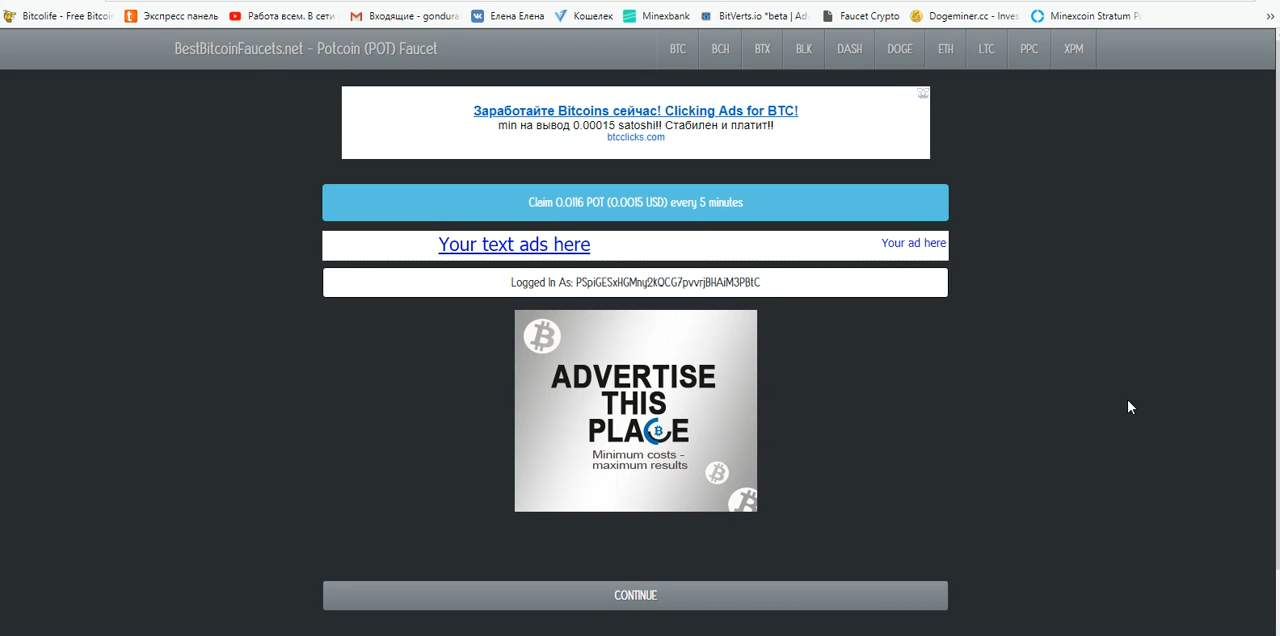 Bitcolife - Free Bitcoin
Экспресс панель
Работа всем. В сети
Входящие - gondura
Елена Елена
Кошелек
Minexbank
BitVerts.io *beta | Adv
Faucet Crypto
Dogeminer.cc - Inves
Minexcoin Stratum Po
»
BestBitcoinFaucets.net - Potcoin (POT) Faucet
BTC
BCH
BTX
BLK
DASH
DOGE
ETH
LTC
PPC
XPM
Заработайте Bitcoins сейчас! Clicking Ads for BTC!
min на вывод 0.00015 satoshi!! Стабилен и платит!!
btcclicks.com
Claim 0.0116 POT (0.0015 USD) every 5 minutes
Your text ads here
Your ad here
Logged In As: PSpiGESxHGMny2kQCG7pvvrjBHAiM3PBtC
ADVERTISE
THIS
PLACE
Minimum costs -
maximum results
CONTINUE